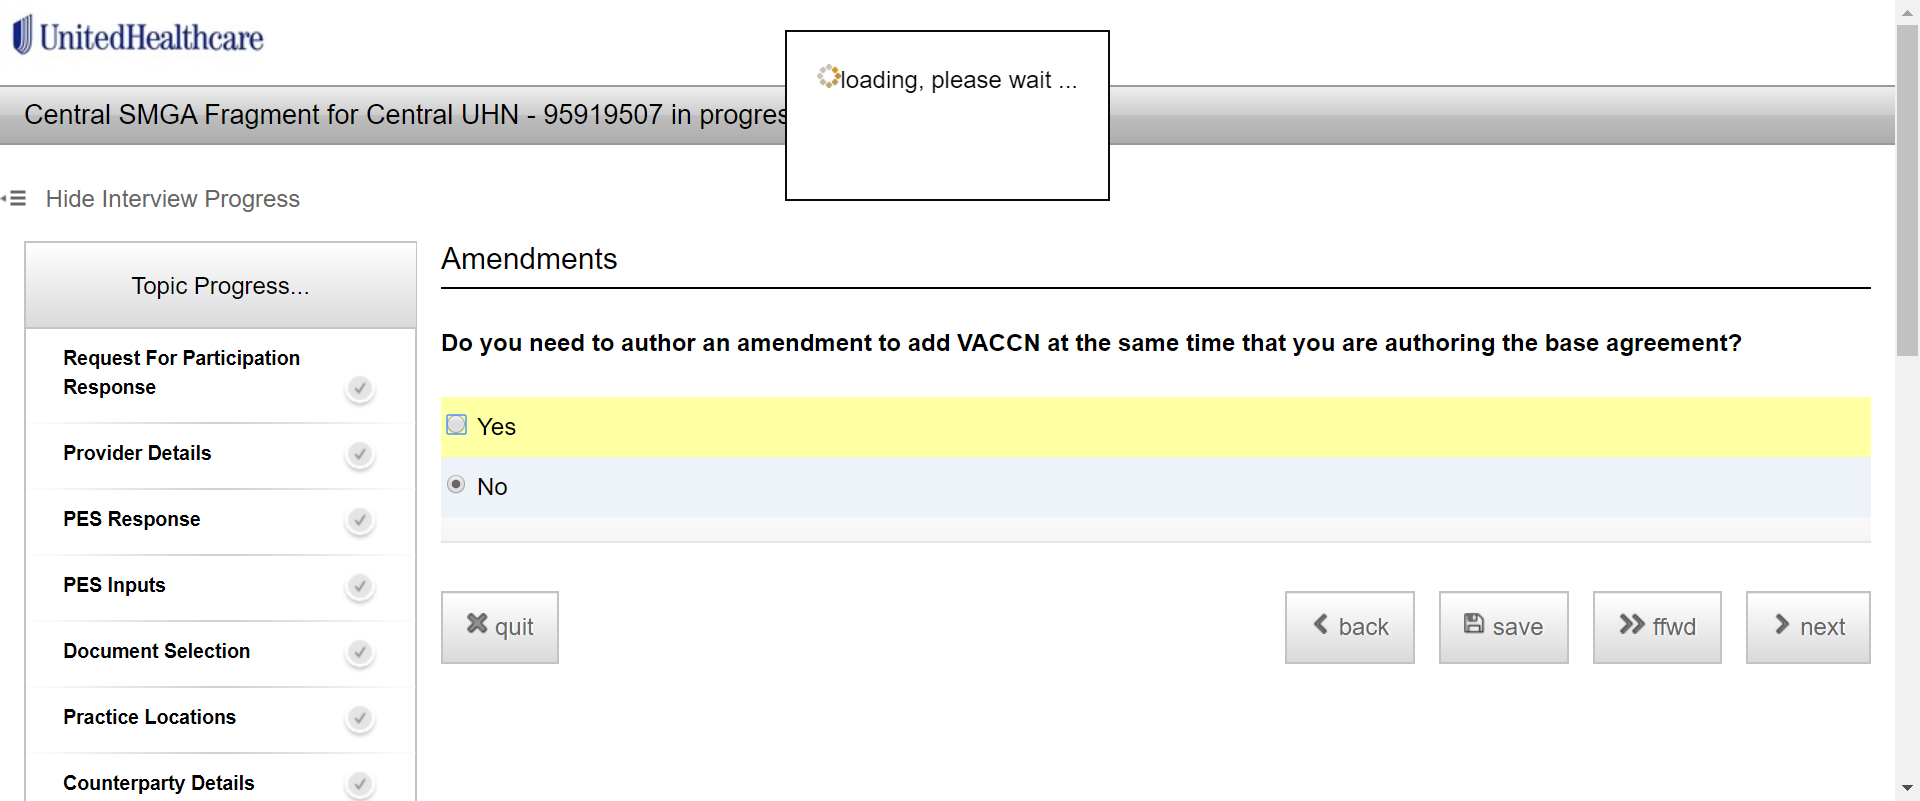 UnitedHealthcare
loading, please wait ...
Central SMGA Fragment for Central UHN - 95919507 in progres
Hide Interview Progress
Topic Progress...
Request For Participation
Response
Provider Details
PES Response
PES Inputs
Document Selection
Practice Locations
Counterparty Details
Amendments
Do you need to author an amendment to add VACCN at the same time that you are authoring the base agreement?
Yes
No
quit
back
save
ffwd
next